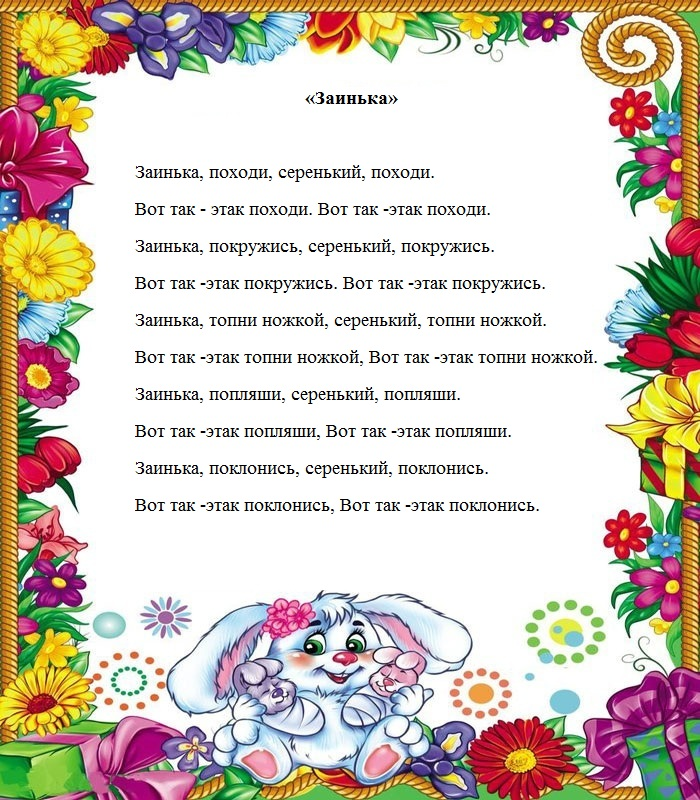 «Заинька»
Заинька, походи, серенький, походи.
Вот так - этак походи. Вот так -этак походи.
Заинька, покружись, серенький, покружись.
Вот так -этак покружись. Вот так -этак покружись.
Заинька, топни ножкой, серенький, топни ножкой.
Вот так -этак топни ножкой, Вот так -этак топни ножкой.
Заинька, попляши, серенький, попляши.
Вот так -этак попляши, Вот так -этак попляши.
Заинька, поклонись, серенький, поклонись.
Вот так -этак поклонись, Вот так -этак поклонись.